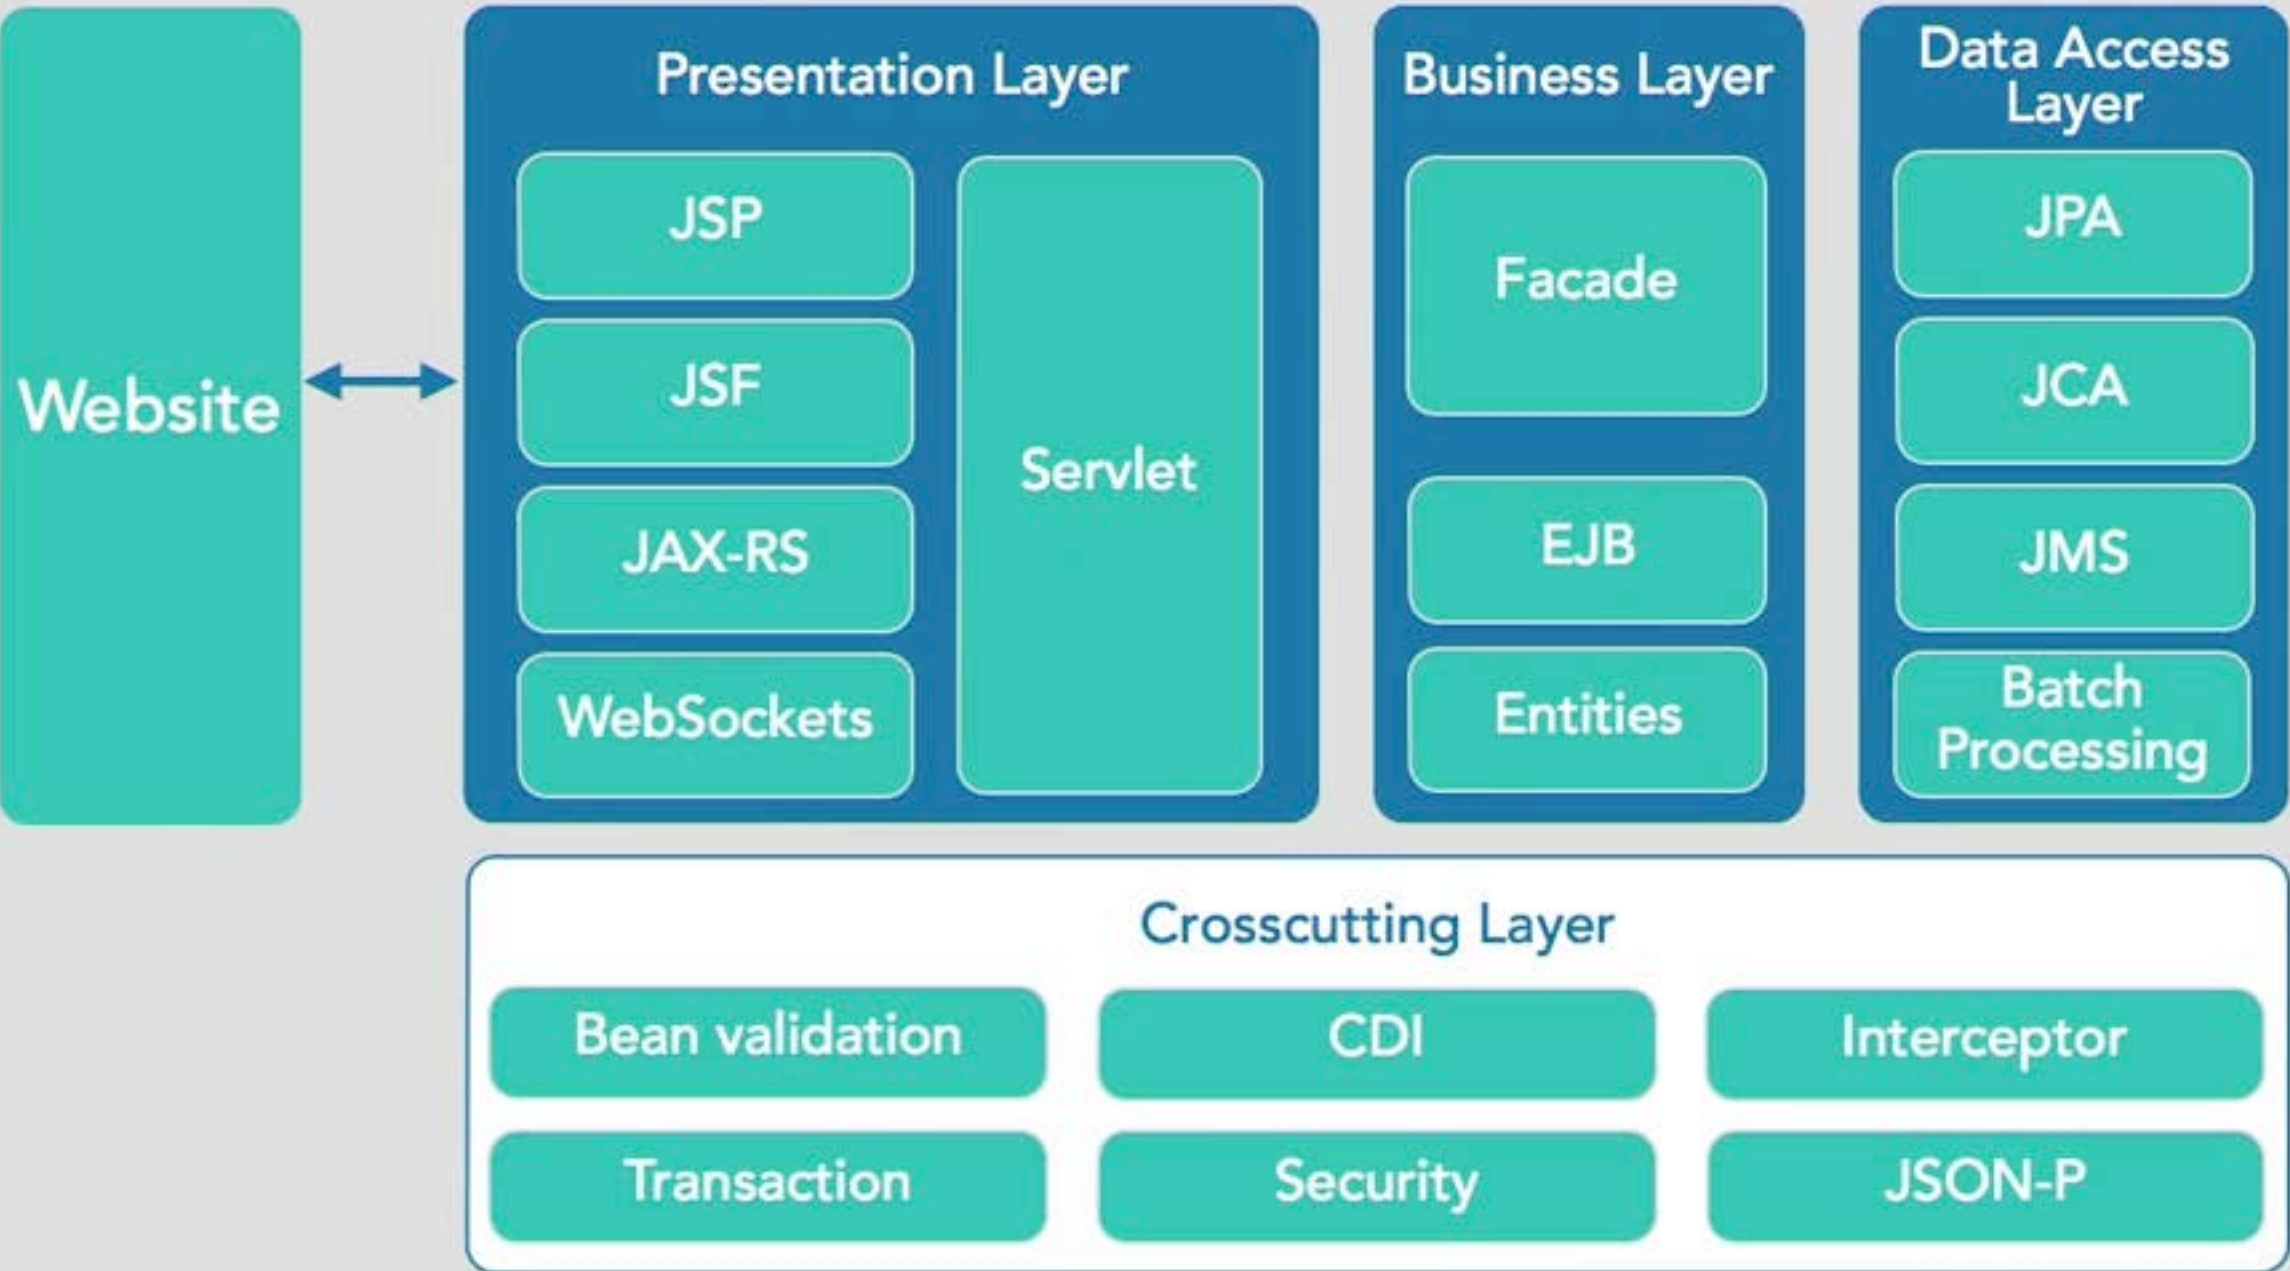 Website
Presentation Layer
JSP
JSF
JAX-RS
WebSockets
Servlet
Business Layer
Facade
EJB
Entities
Data Access
Layer
JPA
JCA
JMS
Batch
Processing
Crosscutting Layer
Bean validation
CDI
Interceptor
Transaction
Security
JSON-P